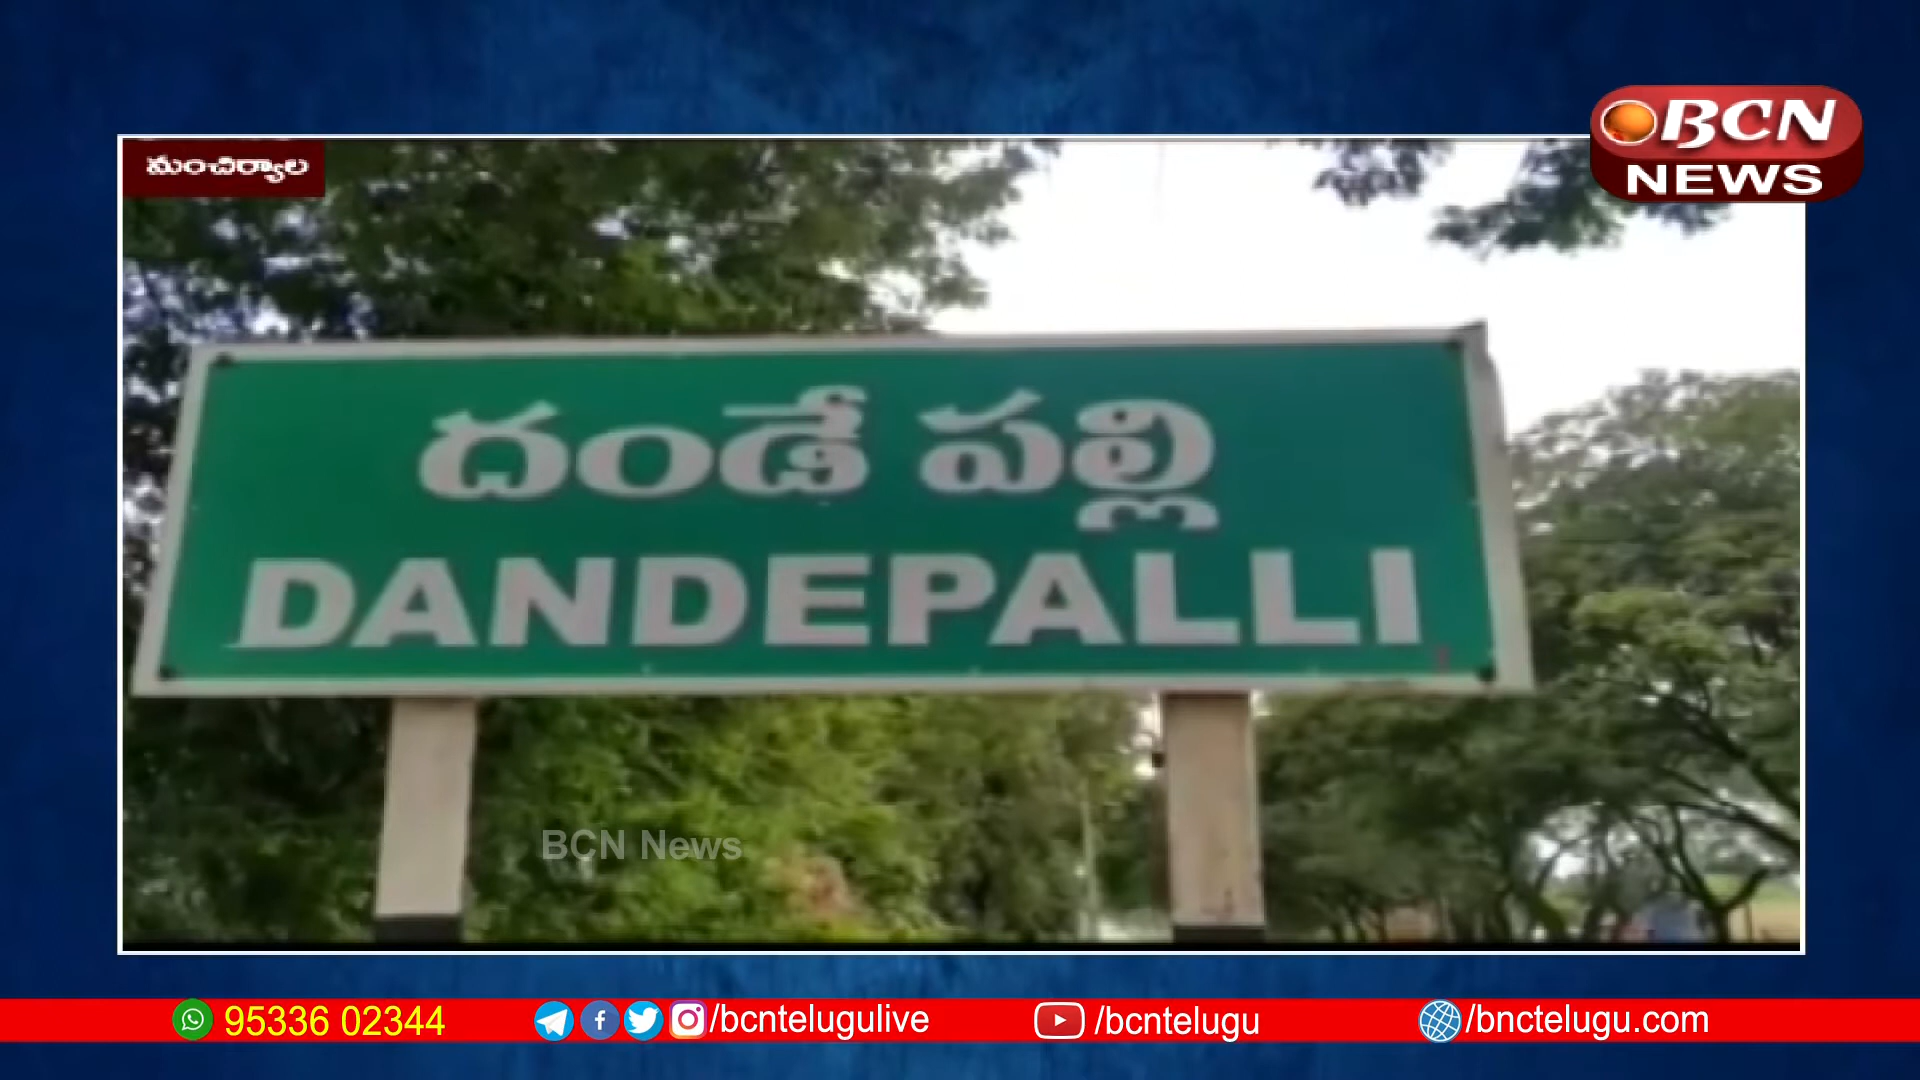 BCN
NEWS
మంచిర్యాల
దండే పల్లి
DANDEPALLI
BCN News
95336 02344
/bcntelugulive
/bcntelugu
/bnctelugu.com